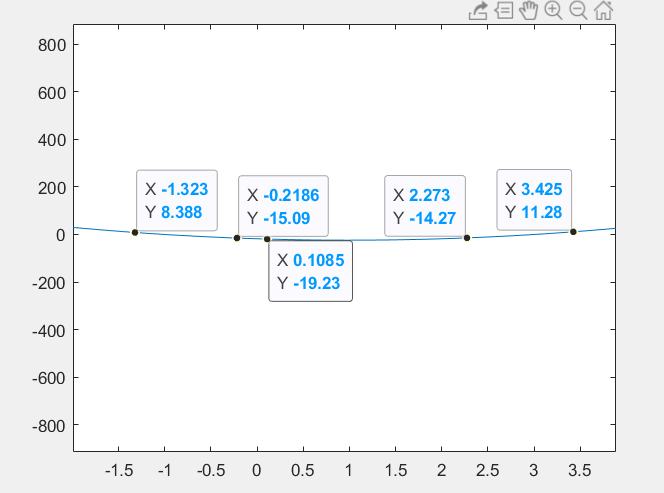 800
600
400
200
0
-200
-400
-600
-800
X -1.323
Y 8.388
X -0.2186
Y -15.09
X 0.1085
Y -19.23
X 2.273
Y -14.27
X 3.425
Y 11.28
-1.5 -1 -0.5 0 0.5 1 1.5 2 2.5 3 3.5